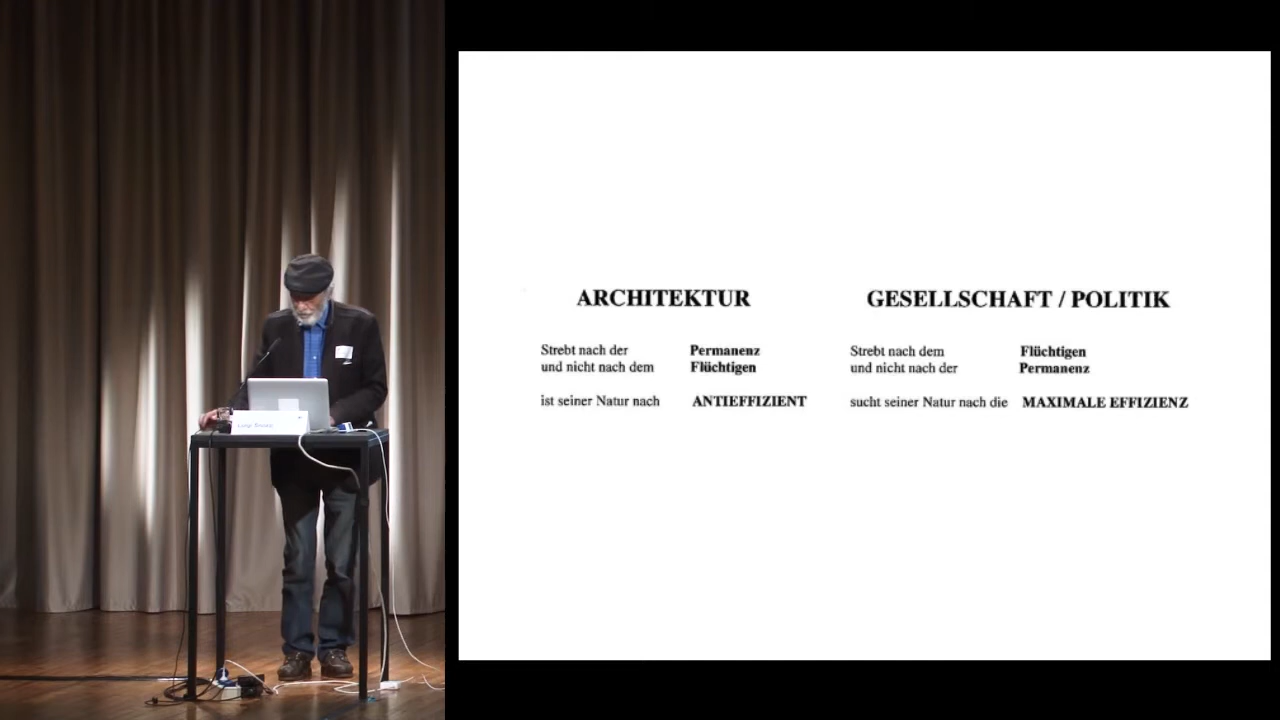 ARCHITEKTUR
Strebt nach der Permanenz
und nicht nach dem Flüchtigen
ist seiner Natur nach ANTIEFFIZIENT
GESELLSCHAFT / POLITIK
Strebt nach dem Flüchtigen
und nicht nach der Permanenz
sucht seiner Natur nach die MAXIMALE EFFIZIENZ